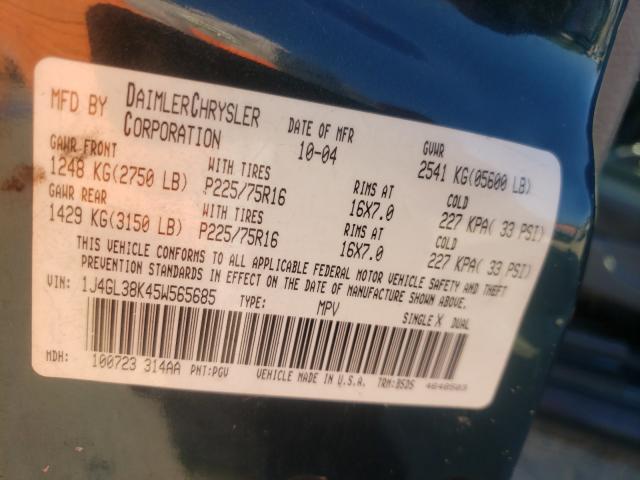 MFD BY DAIMLERCHRYSLER CORPORATION DATE OF MFR 10-04 GVWR 2541 KG(05600 LB)
GAWR FRONT WITH TIRES RIMS AT COLD
1248 KG(2750 LB) P225/75R16 16X7.0 227 KPA( 33 PSI)
GAWR REAR WITH TIRES RIMS AT COLD
1429 KG(3150 LB) P225/75R16 16X7.0 227 KPA( 33 PSI)
THIS VEHICLE CONFORMS TO ALL APPLICABLE FEDERAL MOTOR VEHICLE SAFETY AND THEFT
PREVENTION STANDARDS IN EFFECT ON THE DATE OF MANUFACTURE SHOWN ABOVE.
VIN: 1J4GL38K45W565685 TYPE: MPV SINGLE X DUAL
MDH: 100723 314AA PNT:PGV VEHICLE MADE IN U.S.A. TRM:BSDS 4648503